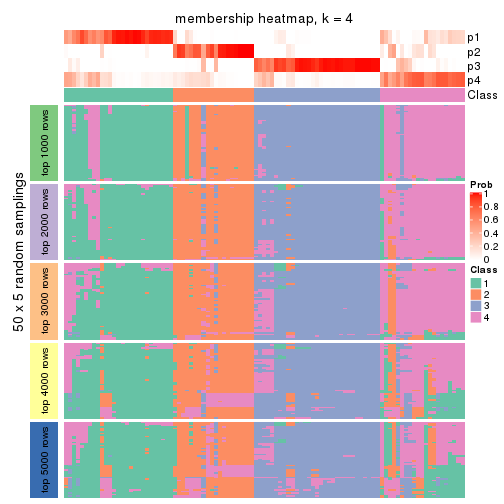 membership heatmap, k = 4
p1
p2
p3
p4
Class
top 1000 rows
top 2000 rows
top 3000 rows
top 4000 rows
top 5000 rows
50 x 5 random samplings
Prob
1
0.8
0.6
0.4
0.2
0
Class
1
2
3
4